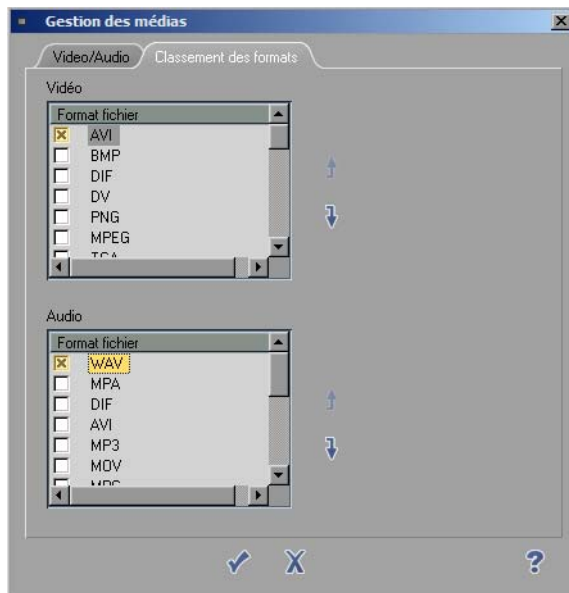 Gestion des médias
Video/Audio
Classement des formats
Vidéo
Format fichier
AVI
BMP
DIF
DV
PNG
MPEG
TGA
Audio
Format fichier
WAV
MPA
DIF
AVI
MP3
MOV